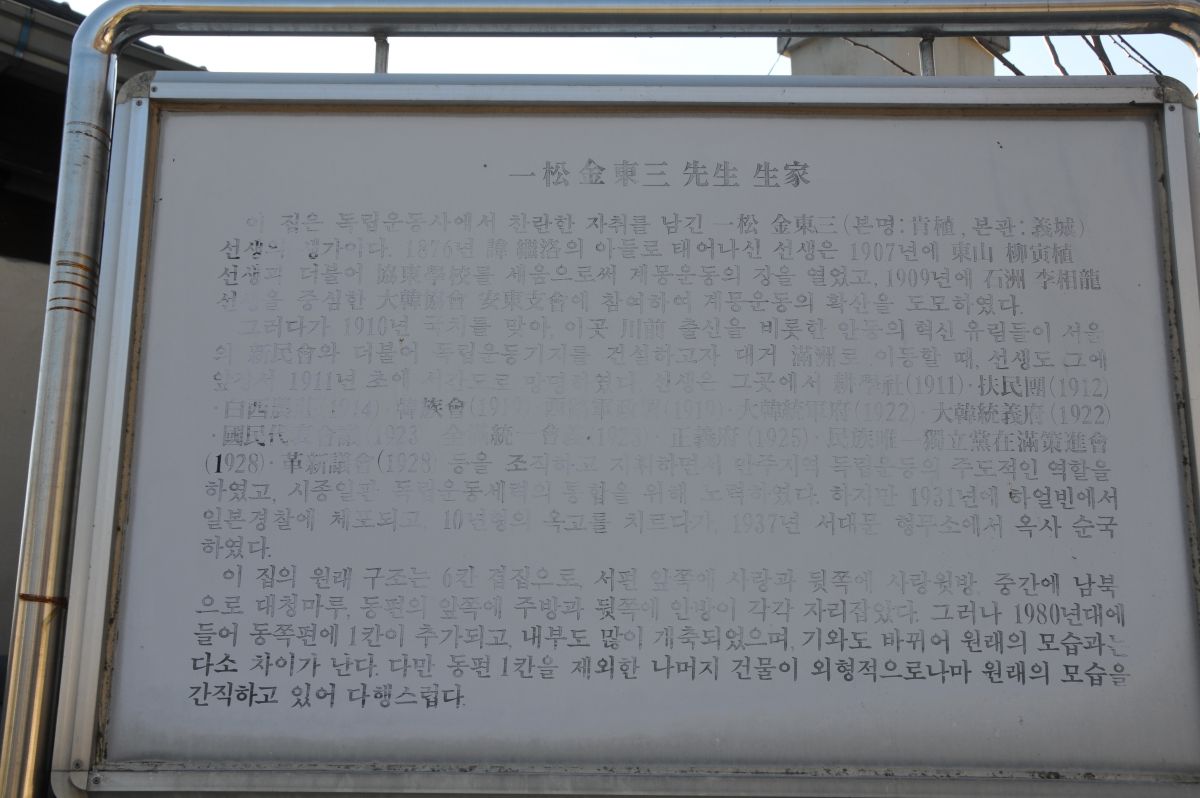 一松 金東三 先生 生家
이 집은 독립운동사에서 찬란한 자취를 남긴 一松 金東三(본명:肯植, 본관:義城)
선생의 생가이다. 1876년 諱 繼洛의 아들로 태어나신 선생은 1907년에 東山 柳寅植
선생과 더불어 協東學校를 세움으로써 계몽운동의 장을 열었고, 1909년에 石洲 李相龍
선생을 중심한 大韓協會 安東支會에 참여하여 계몽운동의 확산을 도모하였다.
그러다가 1910년 국치를 맞아, 이곳 川前 출신을 비롯한 안동의 혁신 유림들이 서울
의 新民會와 더불어 독립운동기지를 건설하고자 대거 滿洲로 이동할 때, 선생도 그에
앞장서 1911년 초에 서간도로 망명하였다. 선생은 그곳에서 耕學社(1911)·扶民團(1912)
·白西 (1914)·韓族會(19 西 軍政 (1919) 大韓統軍府(1922)·大韓統義府(1922)
·國民代表會議(1923 全滿統一會 ·1923)·正義府(1925)·民族唯一獨立黨在滿策進會
(1928)·革新議會(1928) 등을 조직하고 지휘하면서 만주지역 독립운동의 주도적인 역할을
하였고, 시종일관 독립운동세력의 통합을 위해 노력하였다. 하지만 1931년에 하얼빈에서
일본경찰에 체포되고, 10년형의 옥고를 치르다가, 1937년 서대문 형무소에서 옥사 순국
하였다.
이 집의 원래 구조는 6칸 겹집으로, 서편 앞쪽에 사랑과 뒷쪽에 사랑윗방, 중간에 남북
으로 대청마루, 동편의 앞쪽에 주방과 뒷쪽에 안방이 각각 자리잡았다. 그러나 1980년대에
들어 동쪽편에 1칸이 추가되고, 내부도 많이 개축되었으며, 기와도 바뀌어 원래의 모습과는
다소 차이가 난다. 다만 동편 1칸을 제외한 나머지 건물이 외형적으로나마 원래의 모습을
간직하고 있어 다행스럽다.